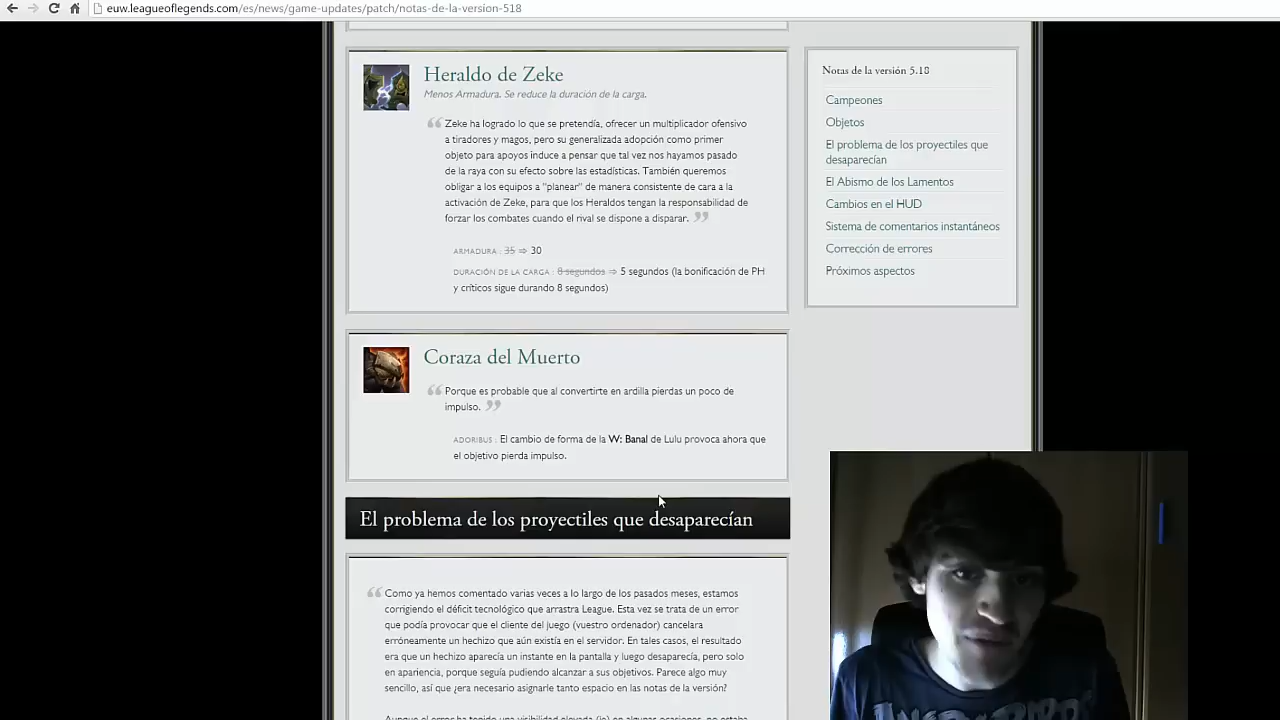 euw.leagueoflegends.com/es/news/game-updates/patch/notas-de-la-version-518
Heraldo de Zeke
Menos Armadura. Se reduce la duración de la carga.
Zeke ha logrado lo que se pretendía, ofrecer un multiplicador ofensivo
a tiradores y magos, pero su generalizada adopción como primer
objeto para apoyos induce a pensar que tal vez nos hayamos pasado
de la raya con su efecto sobre las estadísticas. También queremos
obligar a los equipos a "planear" de manera consistente de cara a la
activación de Zeke, para que los Heraldos tengan la responsabilidad de
forzar los combates cuando el rival se dispone a disparar.
ARMADURA : 35 ⇒ 30
DURACIÓN DE LA CARGA : 8 segundos ⇒ 5 segundos (la bonificación de PH
y críticos sigue durando 8 segundos)
Coraza del Muerto
Porque es probable que al convertirte en ardilla pierdas un poco de
impulso.
ADORIBUS : El cambio de forma de la W: Banal de Lulu provoca ahora que
el objetivo pierda impulso.
El problema de los proyectiles que desaparecían
Como ya hemos comentado varias veces a lo largo de los pasados meses, estamos
corrigiendo el déficit tecnológico que arrastra League. Esta vez se trata de un error
que podía provocar que el cliente del juego (vuestro ordenador) cancelara
erróneamente un hechizo que aún existía en el servidor. En tales casos, el resultado
era que un hechizo aparecía un instante en la pantalla y luego desaparecía, pero solo
en apariencia, porque seguía pudiendo alcanzar a sus objetivos. Parece algo muy
sencillo, así que ¿era necesario asignarle tanto espacio en las notas de la versión?
Aunque el error ha tenido una visibilidad elevada (je) en algunas ocasiones, no estaba
Notas de la versión 5.18
Campeones
Objetos
El problema de los proyectiles que
desaparecían
El Abismo de los Lamentos
Cambios en el HUD
Sistema de comentarios instantáneos
Corrección de errores
Próximos aspectos